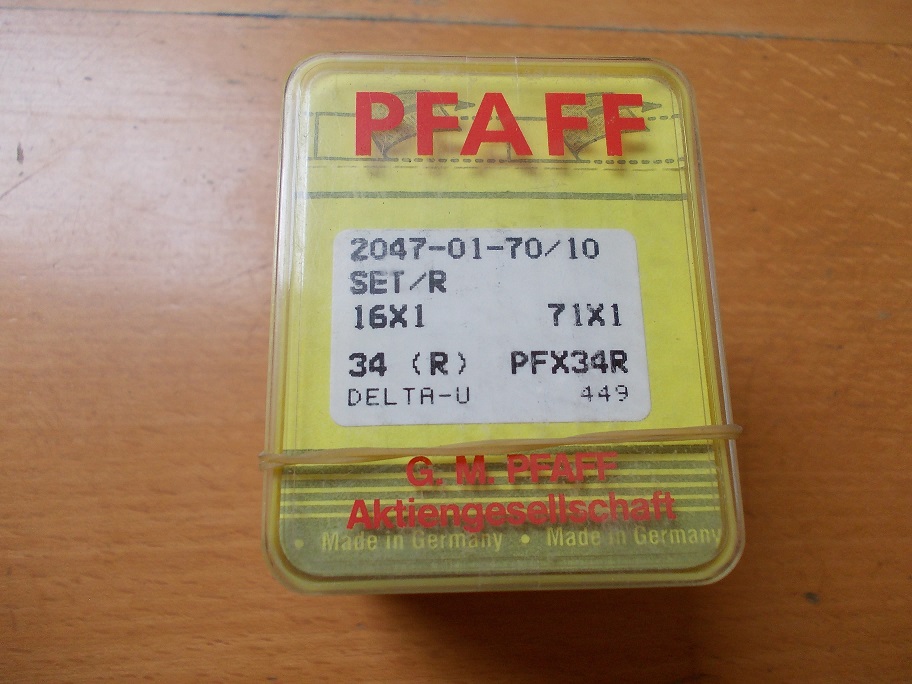 PFAFF
2047-01-70/10
SET/R
16X1 71X1
34 (R) PFX34R
DELTA-U 449
G. M. PFAFF
Aktiengesellschaft
• Made in Germany • Made in Germany